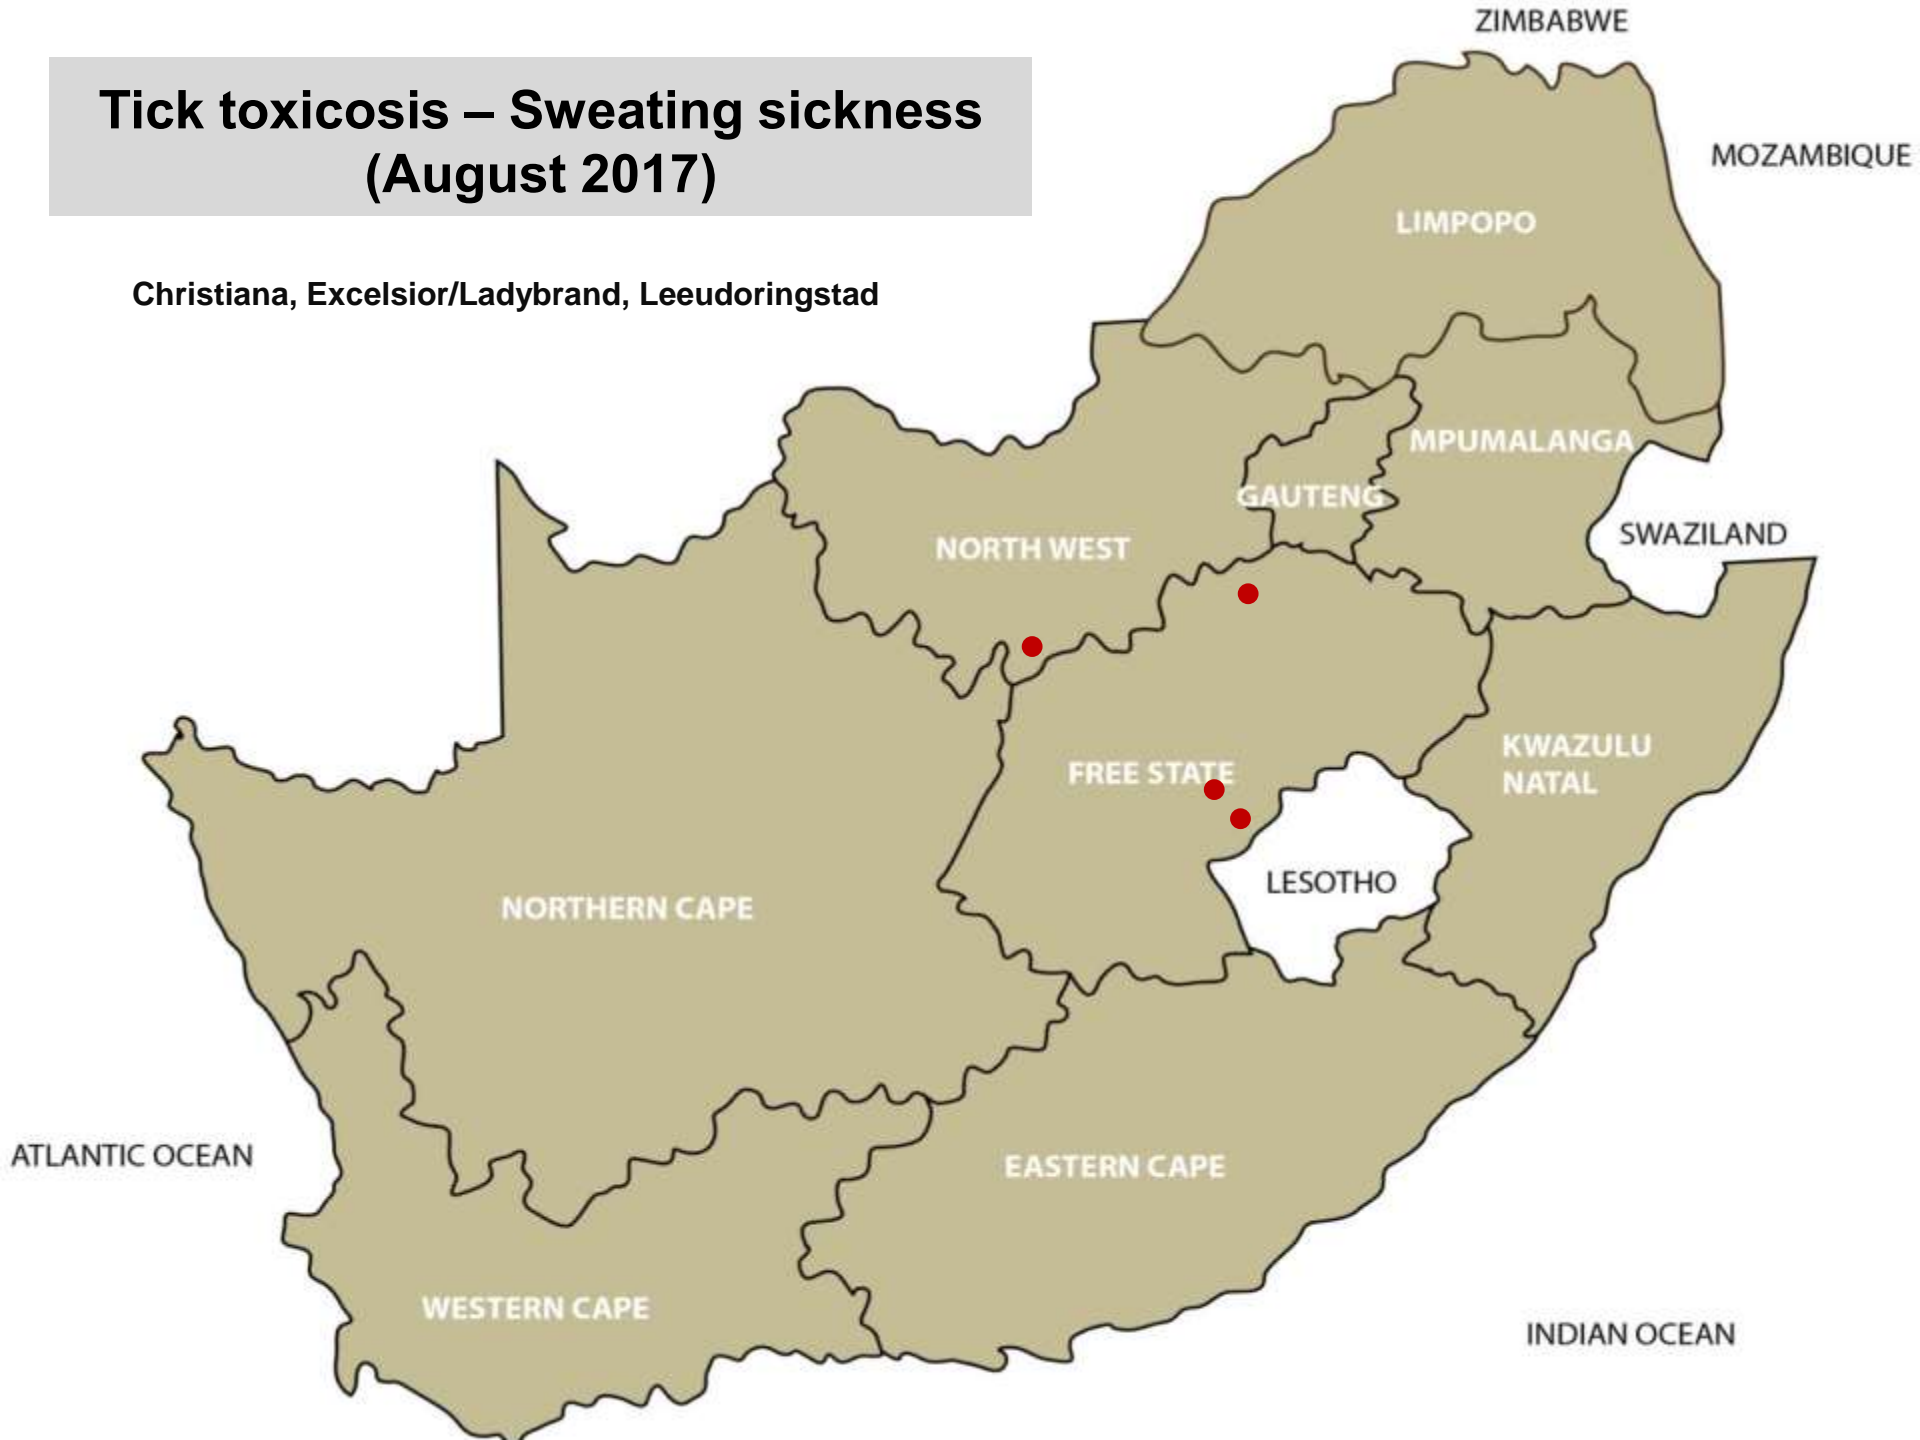 ZIMBABWE
Tick toxicosis – Sweating sickness
(August 2017)
MOZAMBIQUE
LIMPOPO
Christiana, Excelsior/Ladybrand, Leeudoringstad
MPUMALANGA
GAUTENG
SWAZILAND
NORTH WEST
KWAZULU
NATAL
FREE STATE
LESOTHO
NORTHERN CAPE
ATLANTIC OCEAN
EASTERN CAPE
WESTERN CAPE
INDIAN OCEAN